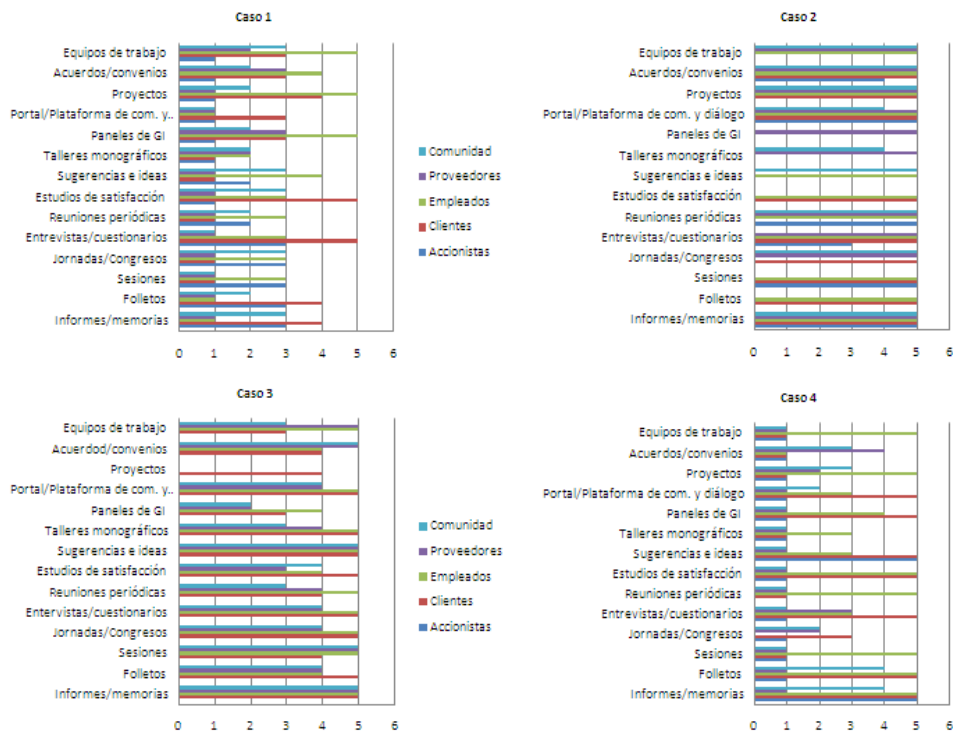 Caso 1
Equipos de trabajo
Acuerdos/convenios
Proyectos
Portal/Plataforma de com. y..
Paneles de GI
Talleres monográficos
Sugerencias e ideas
Estudios de satisfacción
Reuniones periódicas
Entrevistas/cuestionarios
Jornadas/Congresos
Sesiones
Folletos
Informes/memorias
0 1 2 3 4 5 6
Comunidad
Proveedores
Empleados
Clientes
Accionistas
Caso 2
Equipos de trabajo
Acuerdos/convenios
Proyectos
Portal/Plataforma de com. y diálogo
Paneles de GI
Talleres monográficos
Sugerencias e ideas
Estudios de satisfacción
Reuniones periódicas
Entrevistas/cuestionarios
Jornadas/Congresos
Sesiones
Folletos
Informes/memorias
0 1 2 3 4 5 6
Caso 3
Equipos de trabajo
Acuerdod/convenios
Proyectos
Portal/Plataforma de com. y..
Paneles de GI
Talleres monográficos
Sugerencias e ideas
Estudios de satisfacción
Reuniones periódicas
Entervistas/cuestionarios
Jornadas/Congresos
Sesiones
Folletos
Informes/memorias
0 1 2 3 4 5 6
Comunidad
Proveedores
Empleados
Clientes
Accionistas
Caso 4
Equipos de trabajo
Acuerdos/convenios
Proyectos
Portal/Plataforma de com. y diálogo
Paneles de GI
Talleres monográficos
Sugerencias e ideas
Estudios de satisfacción
Reuniones periódicas
Entrevistas/cuestionarios
Jornadas/Congresos
Sesiones
Folletos
Informes/memorias
0 1 2 3 4 5 6